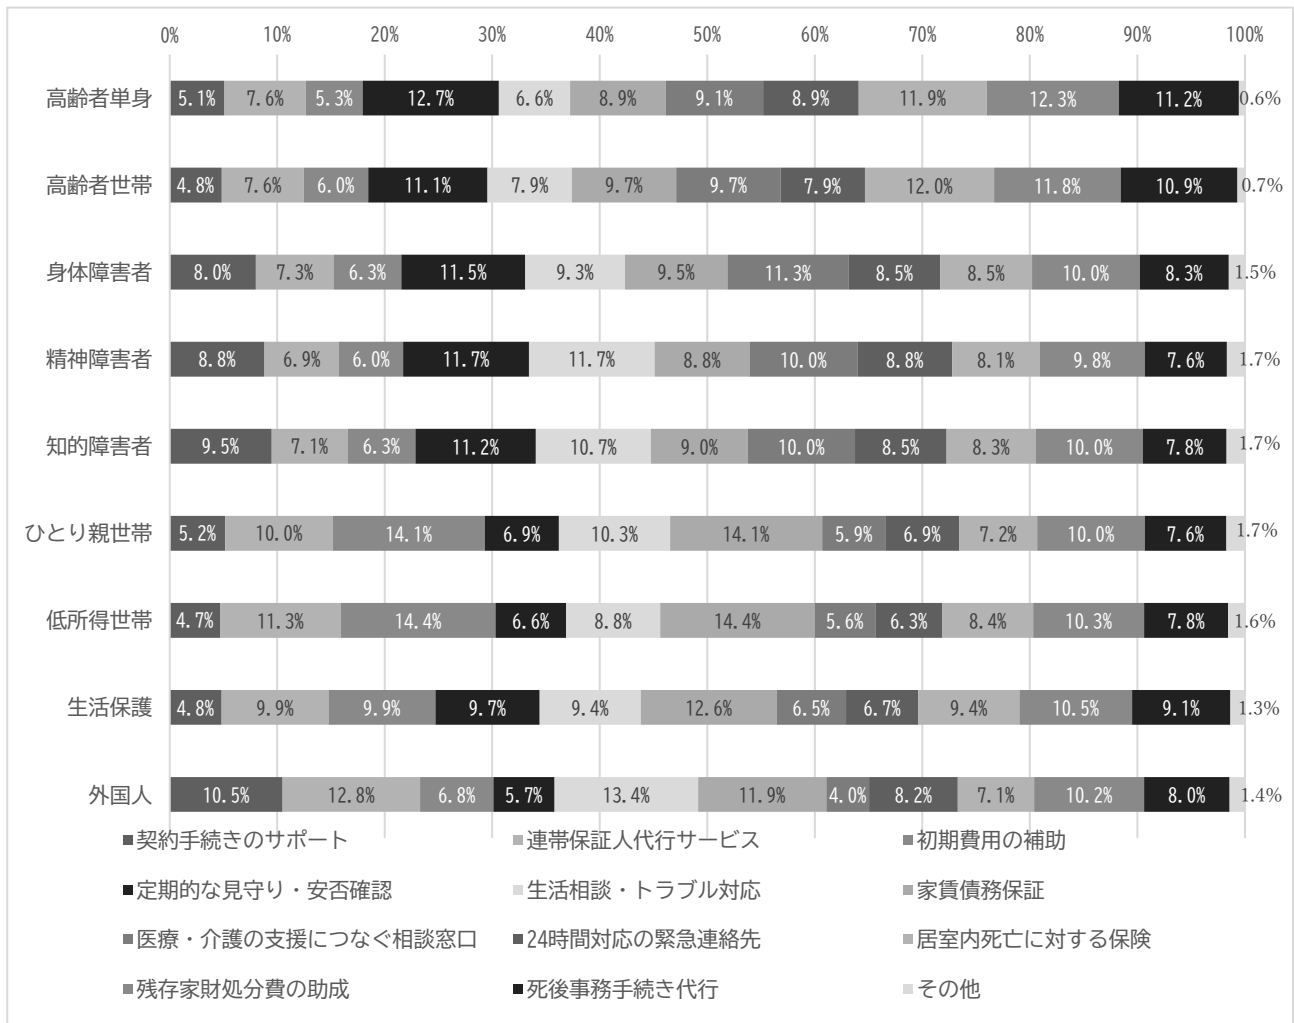 0% 10% 20% 30% 40% 50% 60% 70% 80% 90% 100%
高齢者単身 5.1% 7.6% 5.3% 12.7% 6.6% 8.9% 9.1% 8.9% 11.9% 12.3% 11.2% 0.6%
高齢者世帯 4.8% 7.6% 6.0% 11.1% 7.9% 9.7% 9.7% 7.9% 12.0% 11.8% 10.9% 0.7%
身体障害者 8.0% 7.3% 6.3% 11.5% 9.3% 9.5% 11.3% 8.5% 8.5% 10.0% 8.3% 1.5%
精神障害者 8.8% 6.9% 6.0% 11.7% 11.7% 8.8% 10.0% 8.8% 8.1% 9.8% 7.6% 1.7%
知的障害者 9.5% 7.1% 6.3% 11.2% 10.7% 9.0% 10.0% 8.5% 8.3% 10.0% 7.8% 1.7%
ひとり親世帯 5.2% 10.0% 14.1% 6.9% 10.3% 14.1% 5.9% 6.9% 7.2% 10.0% 7.6% 1.7%
低所得世帯 4.7% 11.3% 14.4% 6.6% 8.8% 14.4% 5.6% 6.3% 8.4% 10.3% 7.8% 1.6%
生活保護 4.8% 9.9% 9.9% 9.7% 9.4% 12.6% 6.5% 6.7% 9.4% 10.5% 9.1% 1.3%
外国人 10.5% 12.8% 6.8% 5.7% 13.4% 11.9% 4.0% 8.2% 7.1% 10.2% 8.0% 1.4%
契約手続きのサポート 連帯保証人代行サービス 初期費用の補助
定期的な見守り・安否確認 生活相談・トラブル対応 家賃債務保証
医療・介護の支援につなぐ相談窓口 24時間対応の緊急連絡先 居室内死亡に対する保険
残存家財処分費の助成 死後事務手続き代行 その他